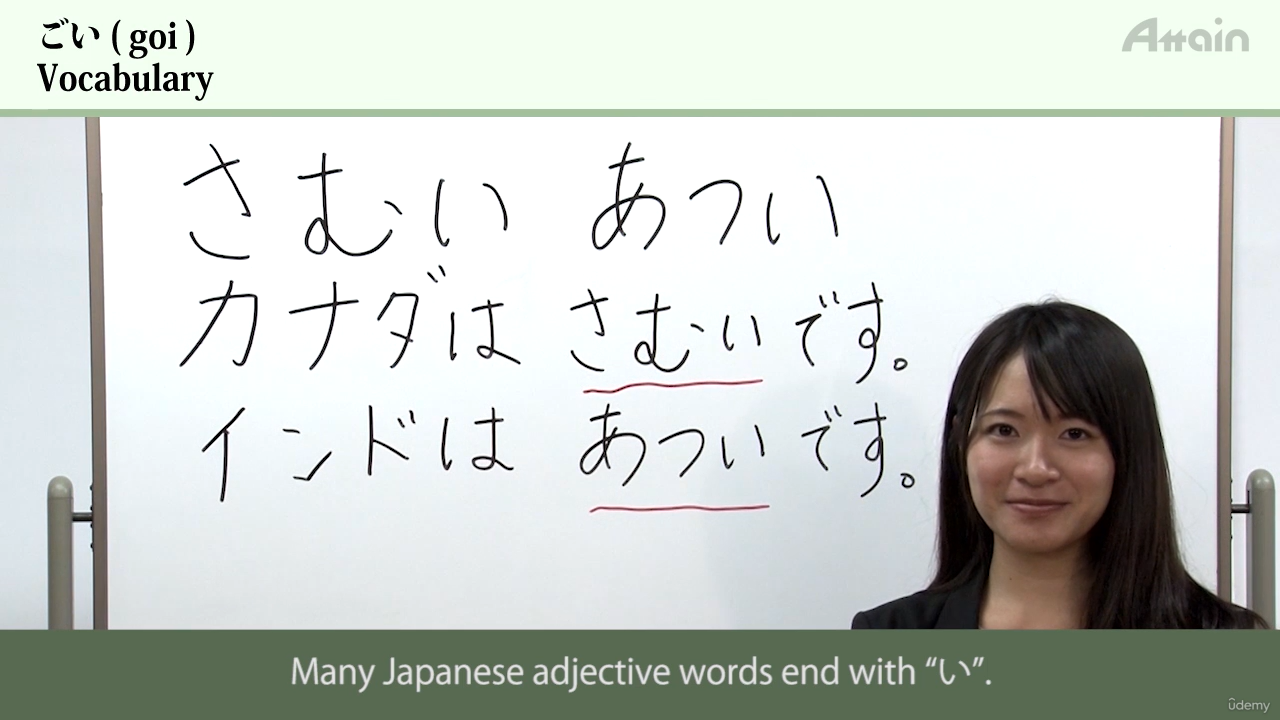 ごい ( goi )
Vocabulary
Attain
さむい あつい
カナダは さむいです。
インドは あついです。
Many Japanese adjective words end with “い”.
ûdemy